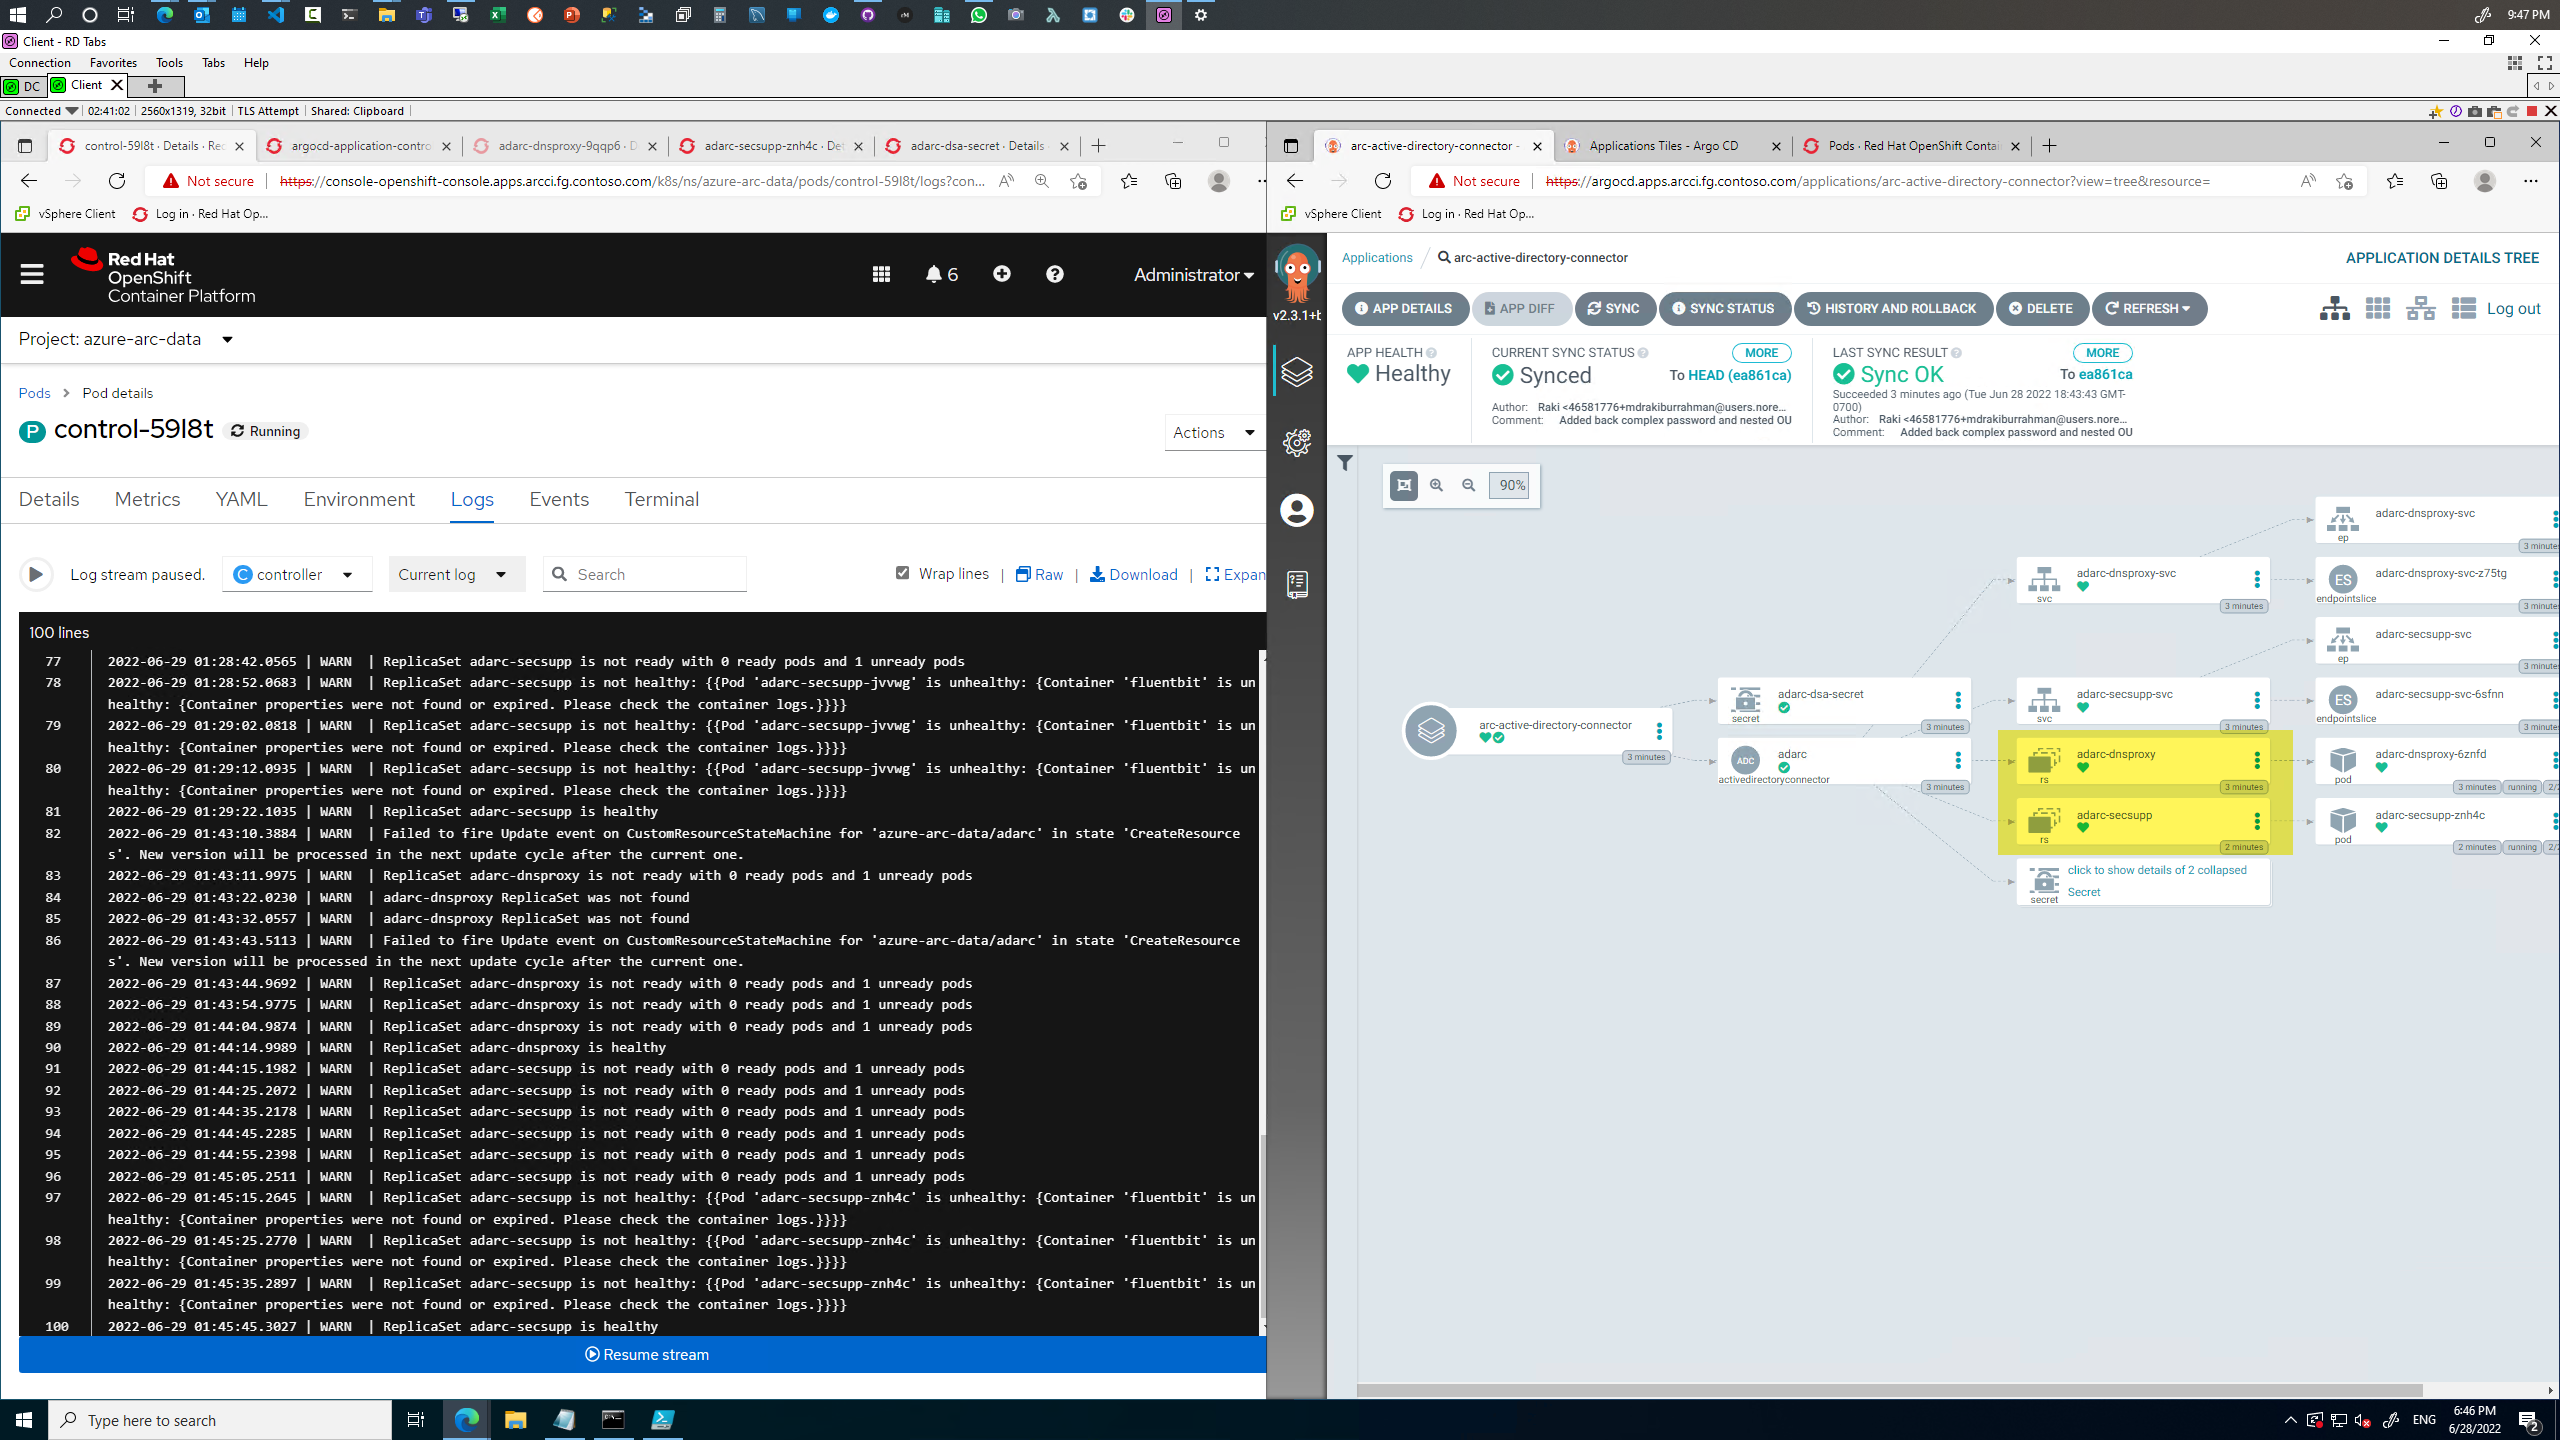 9:47 PM
Client - RD Tabs
Connection Favorites Tools Tabs Help
DC Client
Connected 02:41:02 2560x1319, 32bit TLS Attempt Shared: Clipboard
control-59l8t · Details · Rec
argocd-application-contro
adarc-dnsproxy-9qqp6 · D
adarc-secsupp-znh4c · Det
adarc-dsa-secret · Details ·
Not secure https://console-openshift-console.apps.arcci.fg.contoso.com/k8s/ns/azure-arc-data/pods/control-59l8t/logs?con...
vSphere Client Log in · Red Hat Op...
Red Hat
OpenShift
Container Platform
6
Administrator
Project: azure-arc-data
Pods Pod details
P control-59l8t Running
Actions
Details Metrics YAML Environment Logs Events Terminal
Log stream paused. C controller Current log Search Wrap lines | Raw | Download | Expan
100 lines
77 2022-06-29 01:28:42.0565 | WARN | ReplicaSet adarc-secsupp is not ready with 0 ready pods and 1 unready pods
78 2022-06-29 01:28:52.0683 | WARN | ReplicaSet adarc-secsupp is not healthy: {{Pod 'adarc-secsupp-jvvwg' is unhealthy: {Container 'fluentbit' is un
healthy: {Container properties were not found or expired. Please check the container logs.}}}}
79 2022-06-29 01:29:02.0818 | WARN | ReplicaSet adarc-secsupp is not healthy: {{Pod 'adarc-secsupp-jvvwg' is unhealthy: {Container 'fluentbit' is un
healthy: {Container properties were not found or expired. Please check the container logs.}}}}
80 2022-06-29 01:29:12.0935 | WARN | ReplicaSet adarc-secsupp is not healthy: {{Pod 'adarc-secsupp-jvvwg' is unhealthy: {Container 'fluentbit' is un
healthy: {Container properties were not found or expired. Please check the container logs.}}}}
81 2022-06-29 01:29:22.1035 | WARN | ReplicaSet adarc-secsupp is healthy
82 2022-06-29 01:43:10.3884 | WARN | Failed to fire Update event on CustomResourceStateMachine for 'azure-arc-data/adarc' in state 'CreateResource
s'. New version will be processed in the next update cycle after the current one.
83 2022-06-29 01:43:11.9975 | WARN | ReplicaSet adarc-dnsproxy is not ready with 0 ready pods and 1 unready pods
84 2022-06-29 01:43:22.0230 | WARN | adarc-dnsproxy ReplicaSet was not found
85 2022-06-29 01:43:32.0557 | WARN | adarc-dnsproxy ReplicaSet was not found
86 2022-06-29 01:43:43.5113 | WARN | Failed to fire Update event on CustomResourceStateMachine for 'azure-arc-data/adarc' in state 'CreateResource
s'. New version will be processed in the next update cycle after the current one.
87 2022-06-29 01:43:44.9692 | WARN | ReplicaSet adarc-dnsproxy is not ready with 0 ready pods and 1 unready pods
88 2022-06-29 01:43:54.9775 | WARN | ReplicaSet adarc-dnsproxy is not ready with 0 ready pods and 1 unready pods
89 2022-06-29 01:44:04.9874 | WARN | ReplicaSet adarc-dnsproxy is not ready with 0 ready pods and 1 unready pods
90 2022-06-29 01:44:14.9989 | WARN | ReplicaSet adarc-dnsproxy is healthy
91 2022-06-29 01:44:15.1982 | WARN | ReplicaSet adarc-secsupp is not ready with 0 ready pods and 1 unready pods
92 2022-06-29 01:44:25.2072 | WARN | ReplicaSet adarc-secsupp is not ready with 0 ready pods and 1 unready pods
93 2022-06-29 01:44:35.2178 | WARN | ReplicaSet adarc-secsupp is not ready with 0 ready pods and 1 unready pods
94 2022-06-29 01:44:45.2285 | WARN | ReplicaSet adarc-secsupp is not ready with 0 ready pods and 1 unready pods
95 2022-06-29 01:44:55.2398 | WARN | ReplicaSet adarc-secsupp is not ready with 0 ready pods and 1 unready pods
96 2022-06-29 01:45:05.2511 | WARN | ReplicaSet adarc-secsupp is not ready with 0 ready pods and 1 unready pods
97 2022-06-29 01:45:15.2645 | WARN | ReplicaSet adarc-secsupp is not healthy: {{Pod 'adarc-secsupp-znh4c' is unhealthy: {Container 'fluentbit' is un
healthy: {Container properties were not found or expired. Please check the container logs.}}}}
98 2022-06-29 01:45:25.2770 | WARN | ReplicaSet adarc-secsupp is not healthy: {{Pod 'adarc-secsupp-znh4c' is unhealthy: {Container 'fluentbit' is un
healthy: {Container properties were not found or expired. Please check the container logs.}}}}
99 2022-06-29 01:45:35.2897 | WARN | ReplicaSet adarc-secsupp is not healthy: {{Pod 'adarc-secsupp-znh4c' is unhealthy: {Container 'fluentbit' is un
healthy: {Container properties were not found or expired. Please check the container logs.}}}}
100 2022-06-29 01:45:45.3027 | WARN | ReplicaSet adarc-secsupp is healthy
Resume stream
arc-active-directory-connector -
Applications Tiles - Argo CD
Pods · Red Hat OpenShift Contai
Not secure https://argocd.apps.arcci.fg.contoso.com/applications/arc-active-directory-connector?view=tree&resource=
vSphere Client Log in · Red Hat Op...
v2.3.1+b
Applications / arc-active-directory-connector APPLICATION DETAILS TREE
APP DETAILS APP DIFF SYNC SYNC STATUS HISTORY AND ROLLBACK DELETE REFRESH Log out
APP HEALTH
Healthy
CURRENT SYNC STATUS MORE
Synced To HEAD (ea861ca)
Author: Raki <46581776+mdrakiburrahman@users.nore...
Comment: Added back complex password and nested OU
LAST SYNC RESULT MORE
Sync OK To ea861ca
Succeeded 3 minutes ago (Tue Jun 28 2022 18:43:43 GMT-
0700)
Author: Raki <46581776+mdrakiburrahman@users.nore...
Comment: Added back complex password and nested OU
90%
arc-active-directory-connector
3 minutes
adarc-dsa-secret
secret
3 minutes
ADC
adarc
activedirectoryconnector
3 minutes
adarc-dnsproxy-svc
svc
3 minutes
adarc-secsupp-svc
svc
3 minutes
adarc-dnsproxy
rs
3 minutes
adarc-secsupp
rs
2 minutes
click to show details of 2 collapsed
Secret
secret
adarc-dnsproxy-svc
ep
3 minutes
ES
adarc-dnsproxy-svc-z75tg
endpointslice
3 minutes
adarc-secsupp-svc
ep
3 minutes
ES
adarc-secsupp-svc-6sfnn
endpointslice
3 minutes
adarc-dnsproxy-6znfd
pod
3 minutes running 2/2
adarc-secsupp-znh4c
pod
2 minutes running 2/2
Type here to search
ENG
6:46 PM
6/28/2022
2